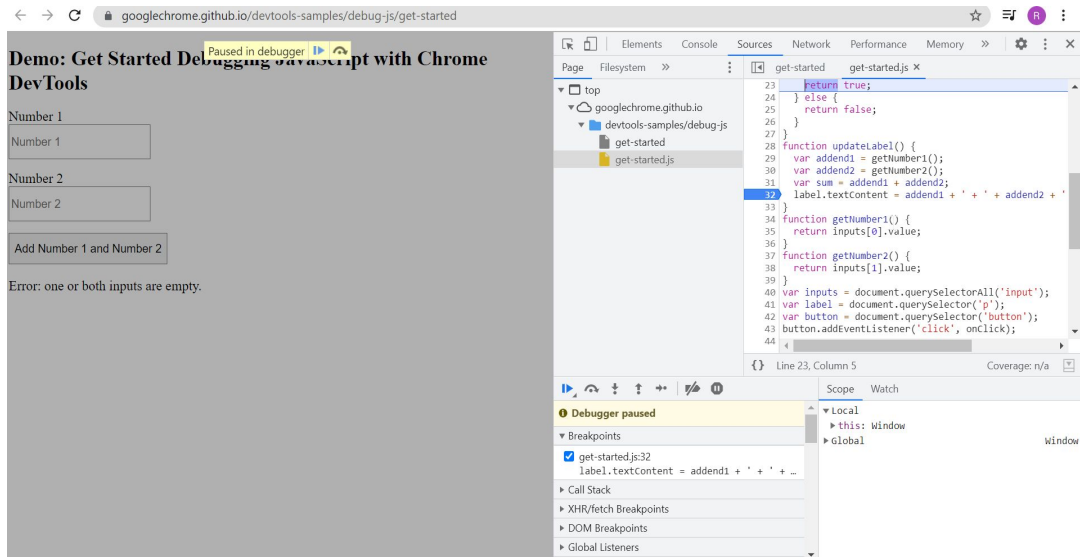 googlechrome.github.io/devtools-samples/debug-js/get-started
R
Paused in debugger
Demo: Get Started Debugging JavaScript with Chrome
DevTools
Number 1
Number 1
Number 2
Number 2
Add Number 1 and Number 2
Error: one or both inputs are empty.
Elements Console Sources Network Performance Memory »
Page Filesystem »
top
googlechrome.github.io
devtools-samples/debug-js
get-started
get-started.js
get-started get-started.js ×
23 return true;
24 } else {
25 return false;
26 }
27 }
28 function updateLabel() {
29 var addend1 = getNumber1();
30 var addend2 = getNumber2();
31 var sum = addend1 + addend2;
32 label.textContent = addend1 + ' + ' + addend2 + '
33 }
34 function getNumber1() {
35 return inputs[0].value;
36 }
37 function getNumber2() {
38 return inputs[1].value;
39 }
40 var inputs = document.querySelectorAll('input');
41 var label = document.querySelector('p');
42 var button = document.querySelector('button');
43 button.addEventListener('click', onClick);
44
{} Line 23, Column 5 Coverage: n/a
Debugger paused
Breakpoints
get-started.js:32
label.textContent = addend1 + ' + ' + …
Call Stack
XHR/fetch Breakpoints
DOM Breakpoints
Global Listeners
Scope Watch
Local
this: Window
Global Window